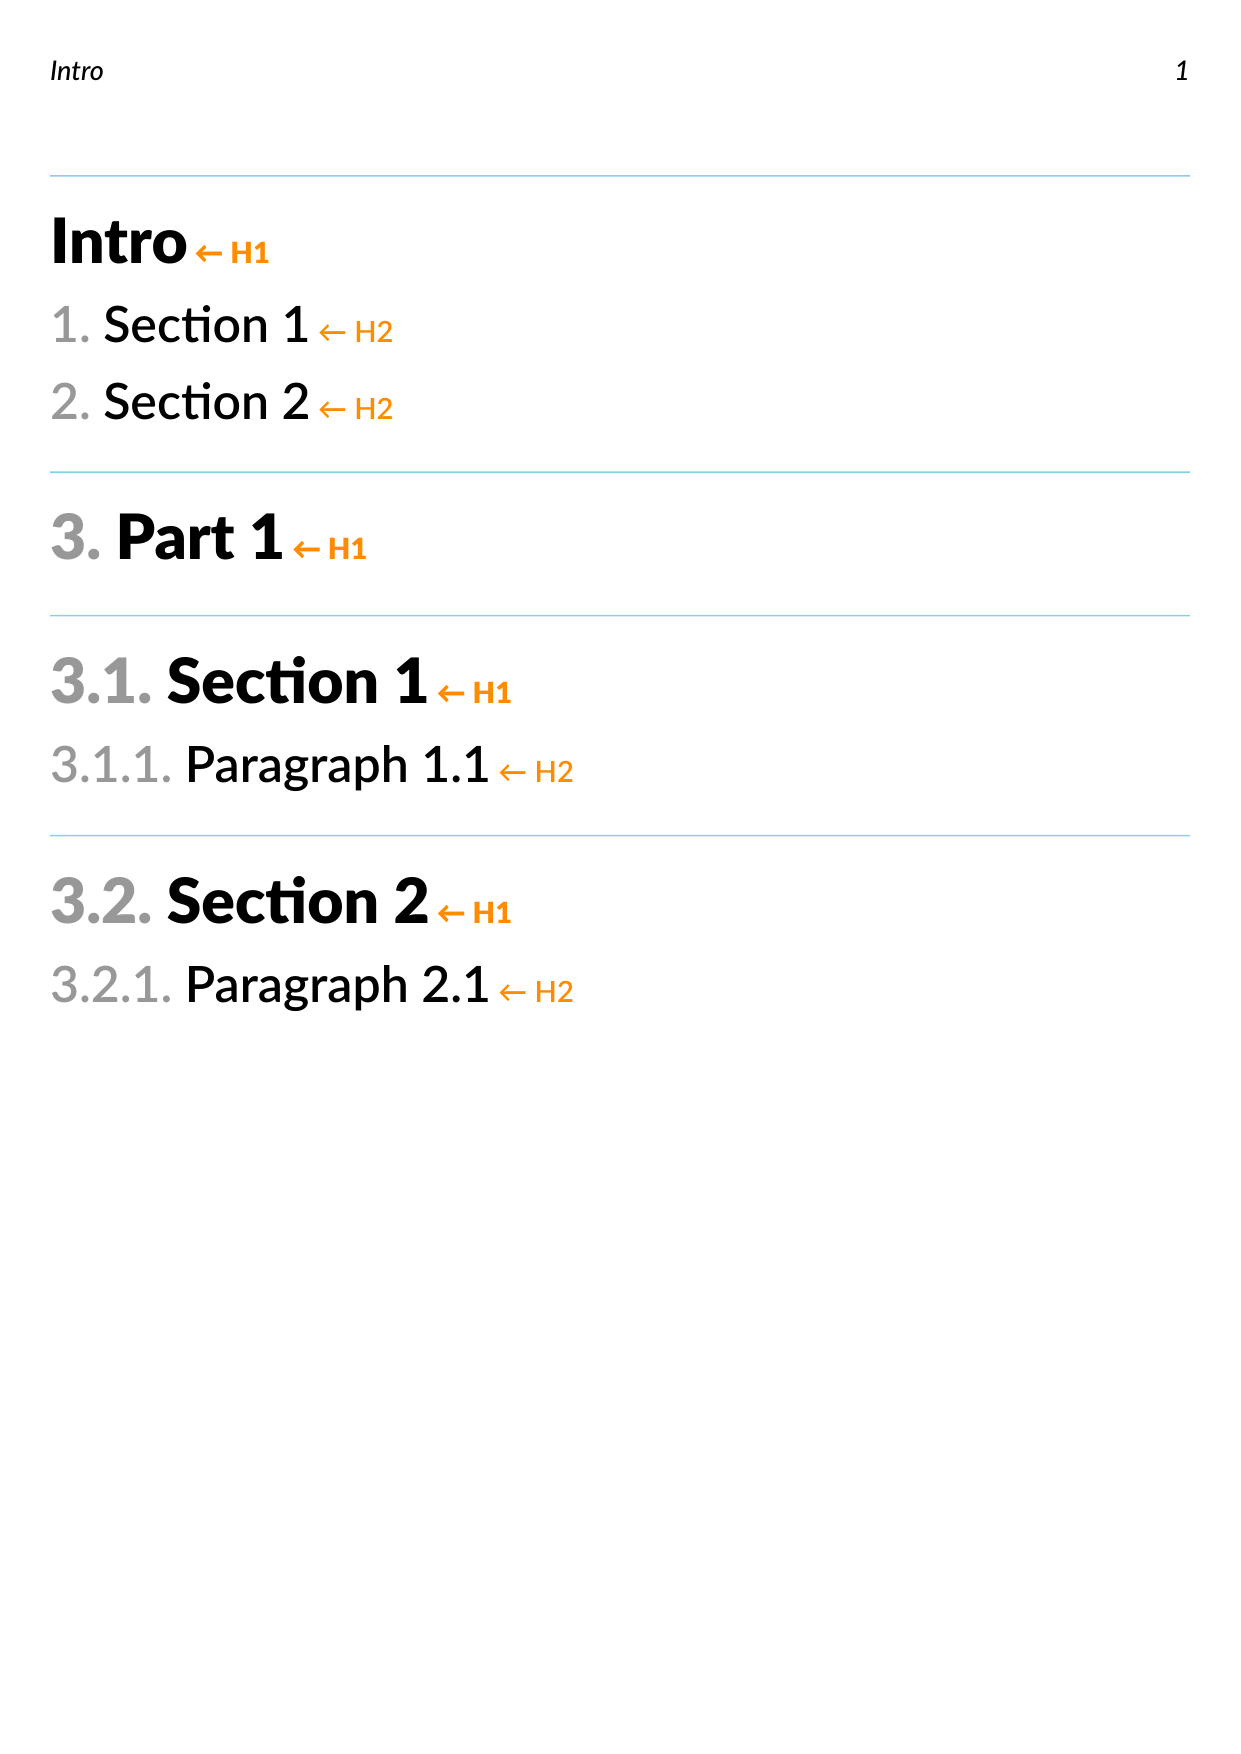 Intro 1
Intro ← H1
1. Section 1 ← H2
2. Section 2 ← H2
3. Part 1 ← H1
3.1. Section 1 ← H1
3.1.1. Paragraph 1.1 ← H2
3.2. Section 2 ← H1
3.2.1. Paragraph 2.1 ← H2